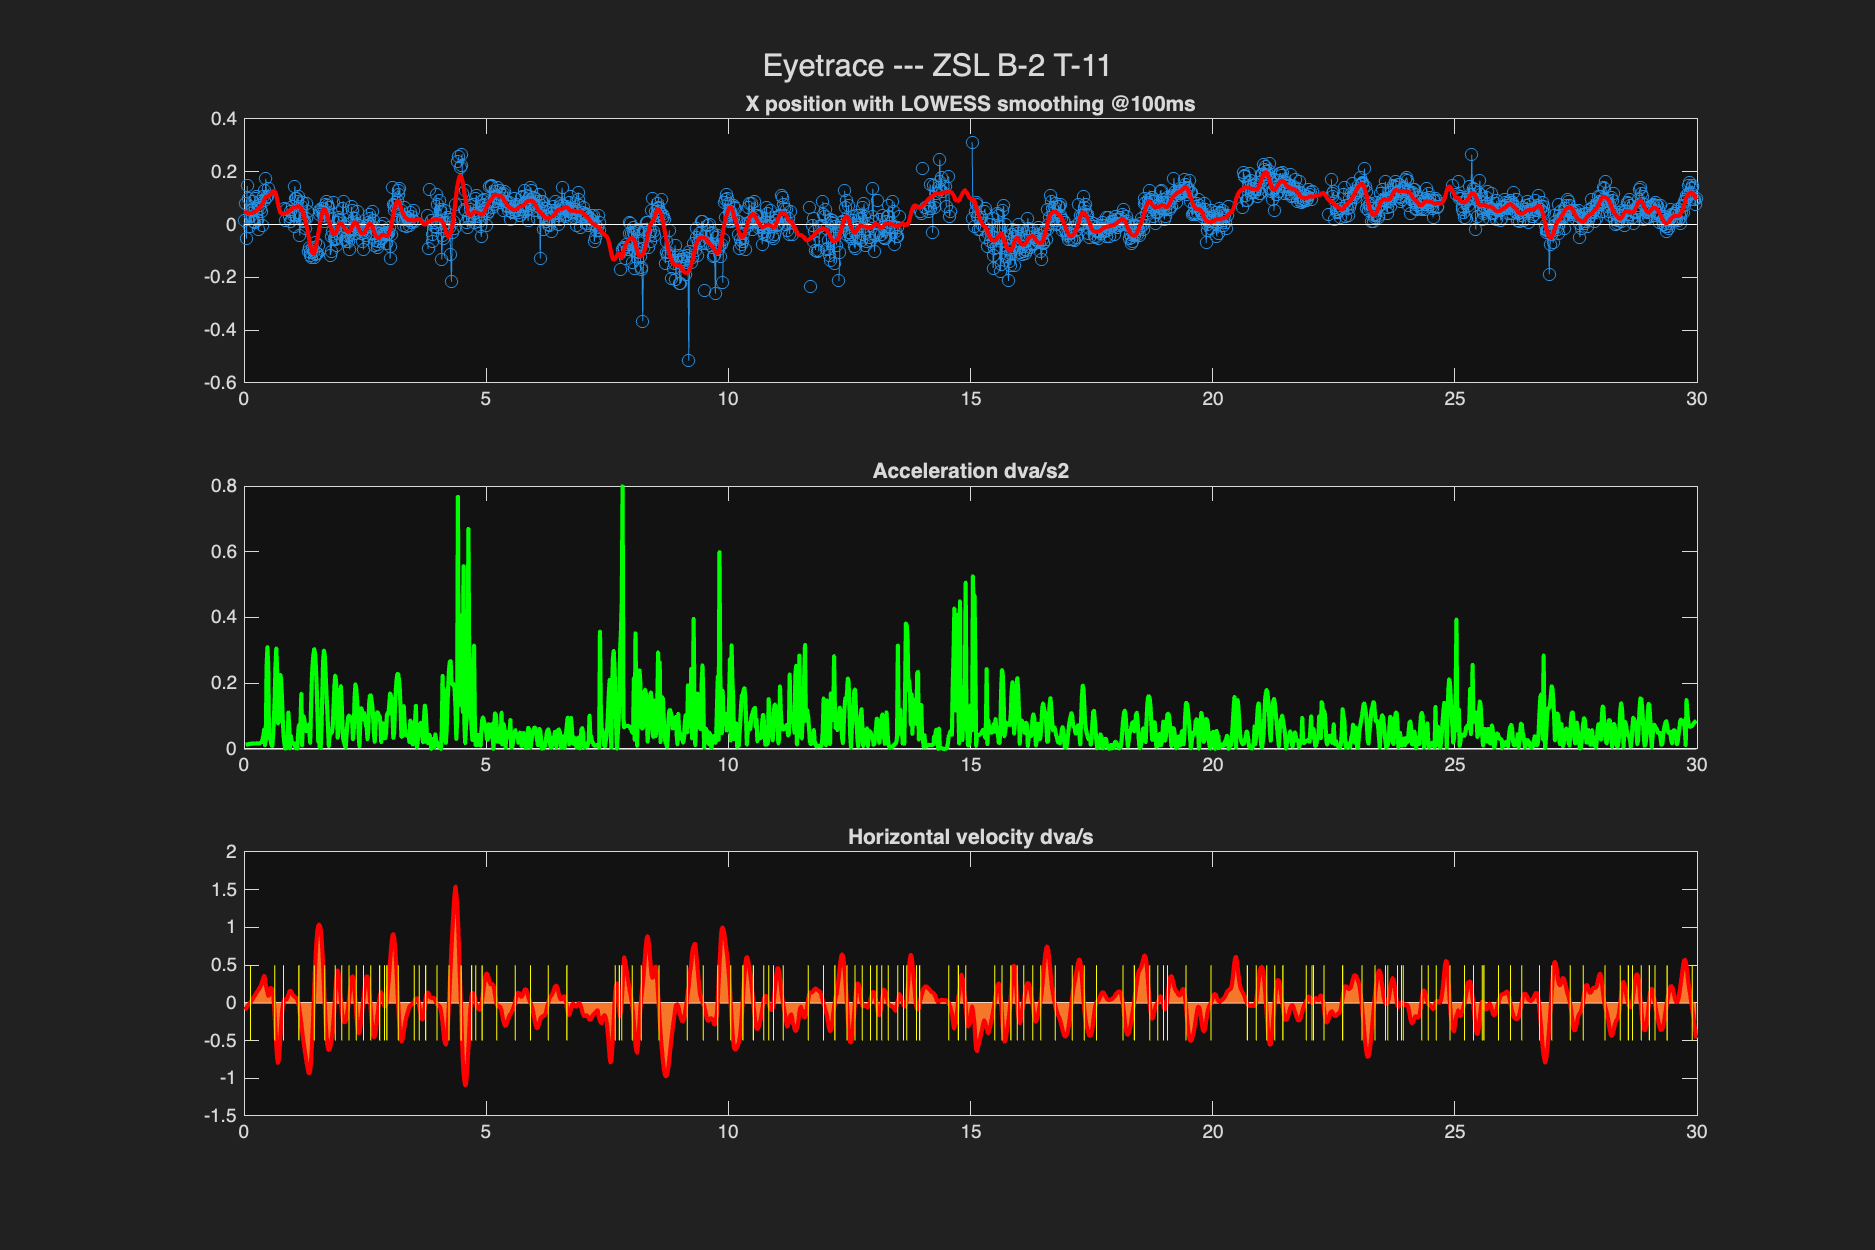 Eyetrace --- ZSL B-2 T-11
X position with LOWESS smoothing @100ms
0.4
0.2
0
-0.2
-0.4
-0.6
0 5 10 15 20 25 30
Acceleration dva/s2
0.8
0.6
0.4
0.2
0
0 5 10 15 20 25 30
Horizontal velocity dva/s
2
1.5
1
0.5
0
-0.5
-1
-1.5
0 5 10 15 20 25 30